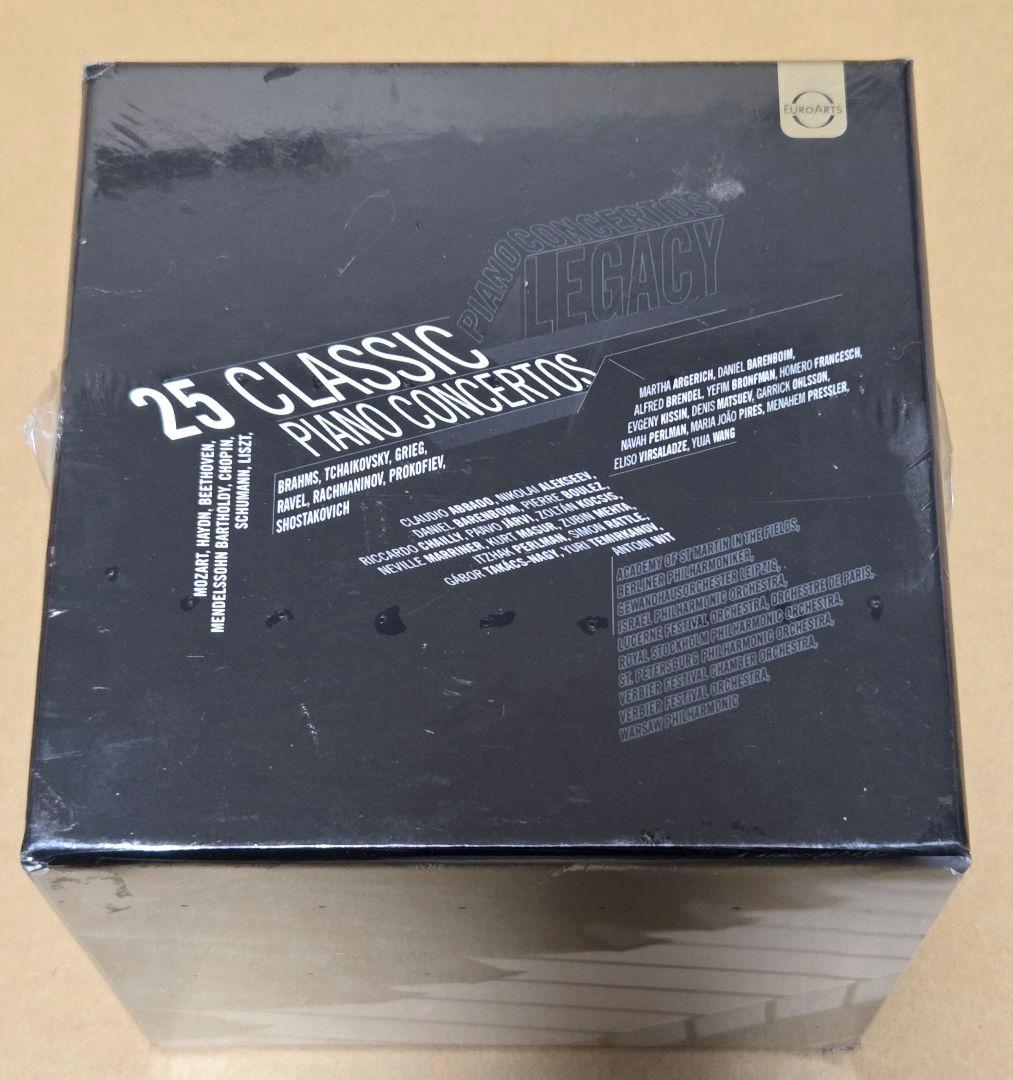 EUROARTS
PIANO CONCERTOS
LEGACY
25 CLASSIC
PIANO CONCERTOS
MOZART, HAYDN, BEETHOVEN,
MENDELSSOHN BARTHOLDY, CHOPIN,
SCHUMANN, LISZT,
BRAHMS, TCHAIKOVSKY, GRIEG,
RAVEL, RACHMANINOV, PROKOFIEV,
SHOSTAKOVICH
MARTHA ARGERICH, DANIEL BARENBOIM,
ALFRED BRENDEL, YEFIM BRONFMAN, HOMERO FRANCESCH,
EVGENY KISSIN, DENIS MATSUEV, GARRICK OHLSSON,
NAVAH PERLMAN, MARIA JOÃO PIRES, MENAHEM PRESSLER,
ELISO VIRSALADZE, YUJA WANG
CLAUDIO ABBADO, NIKOLAI ALEKSEEV,
DANIEL BARENBOIM, PIERRE BOULEZ,
RICCARDO CHAILLY, PAAVO JÄRVI, ZOLTÁN KOCSIS,
NEVILLE MARRINER, KURT MASUR, ZUBIN MEHTA,
ITZHAK PERLMAN, SIMON RATTLE,
GÁBOR TAKÁCS-NAGY, YURI TEMIRKANOV,
ANTONI WIT
ACADEMY OF ST MARTIN IN THE FIELDS,
BERLINER PHILHARMONIKER,
GEWANDHAUSORCHESTER LEIPZIG,
ISRAEL PHILHARMONIC ORCHESTRA,
LUCERNE FESTIVAL ORCHESTRA, ORCHESTRE DE PARIS,
ROYAL STOCKHOLM PHILHARMONIC ORCHESTRA,
ST. PETERSBURG PHILHARMONIC ORCHESTRA,
VERBIER FESTIVAL CHAMBER ORCHESTRA,
VERBIER FESTIVAL ORCHESTRA,
WARSAW PHILHARMONIC